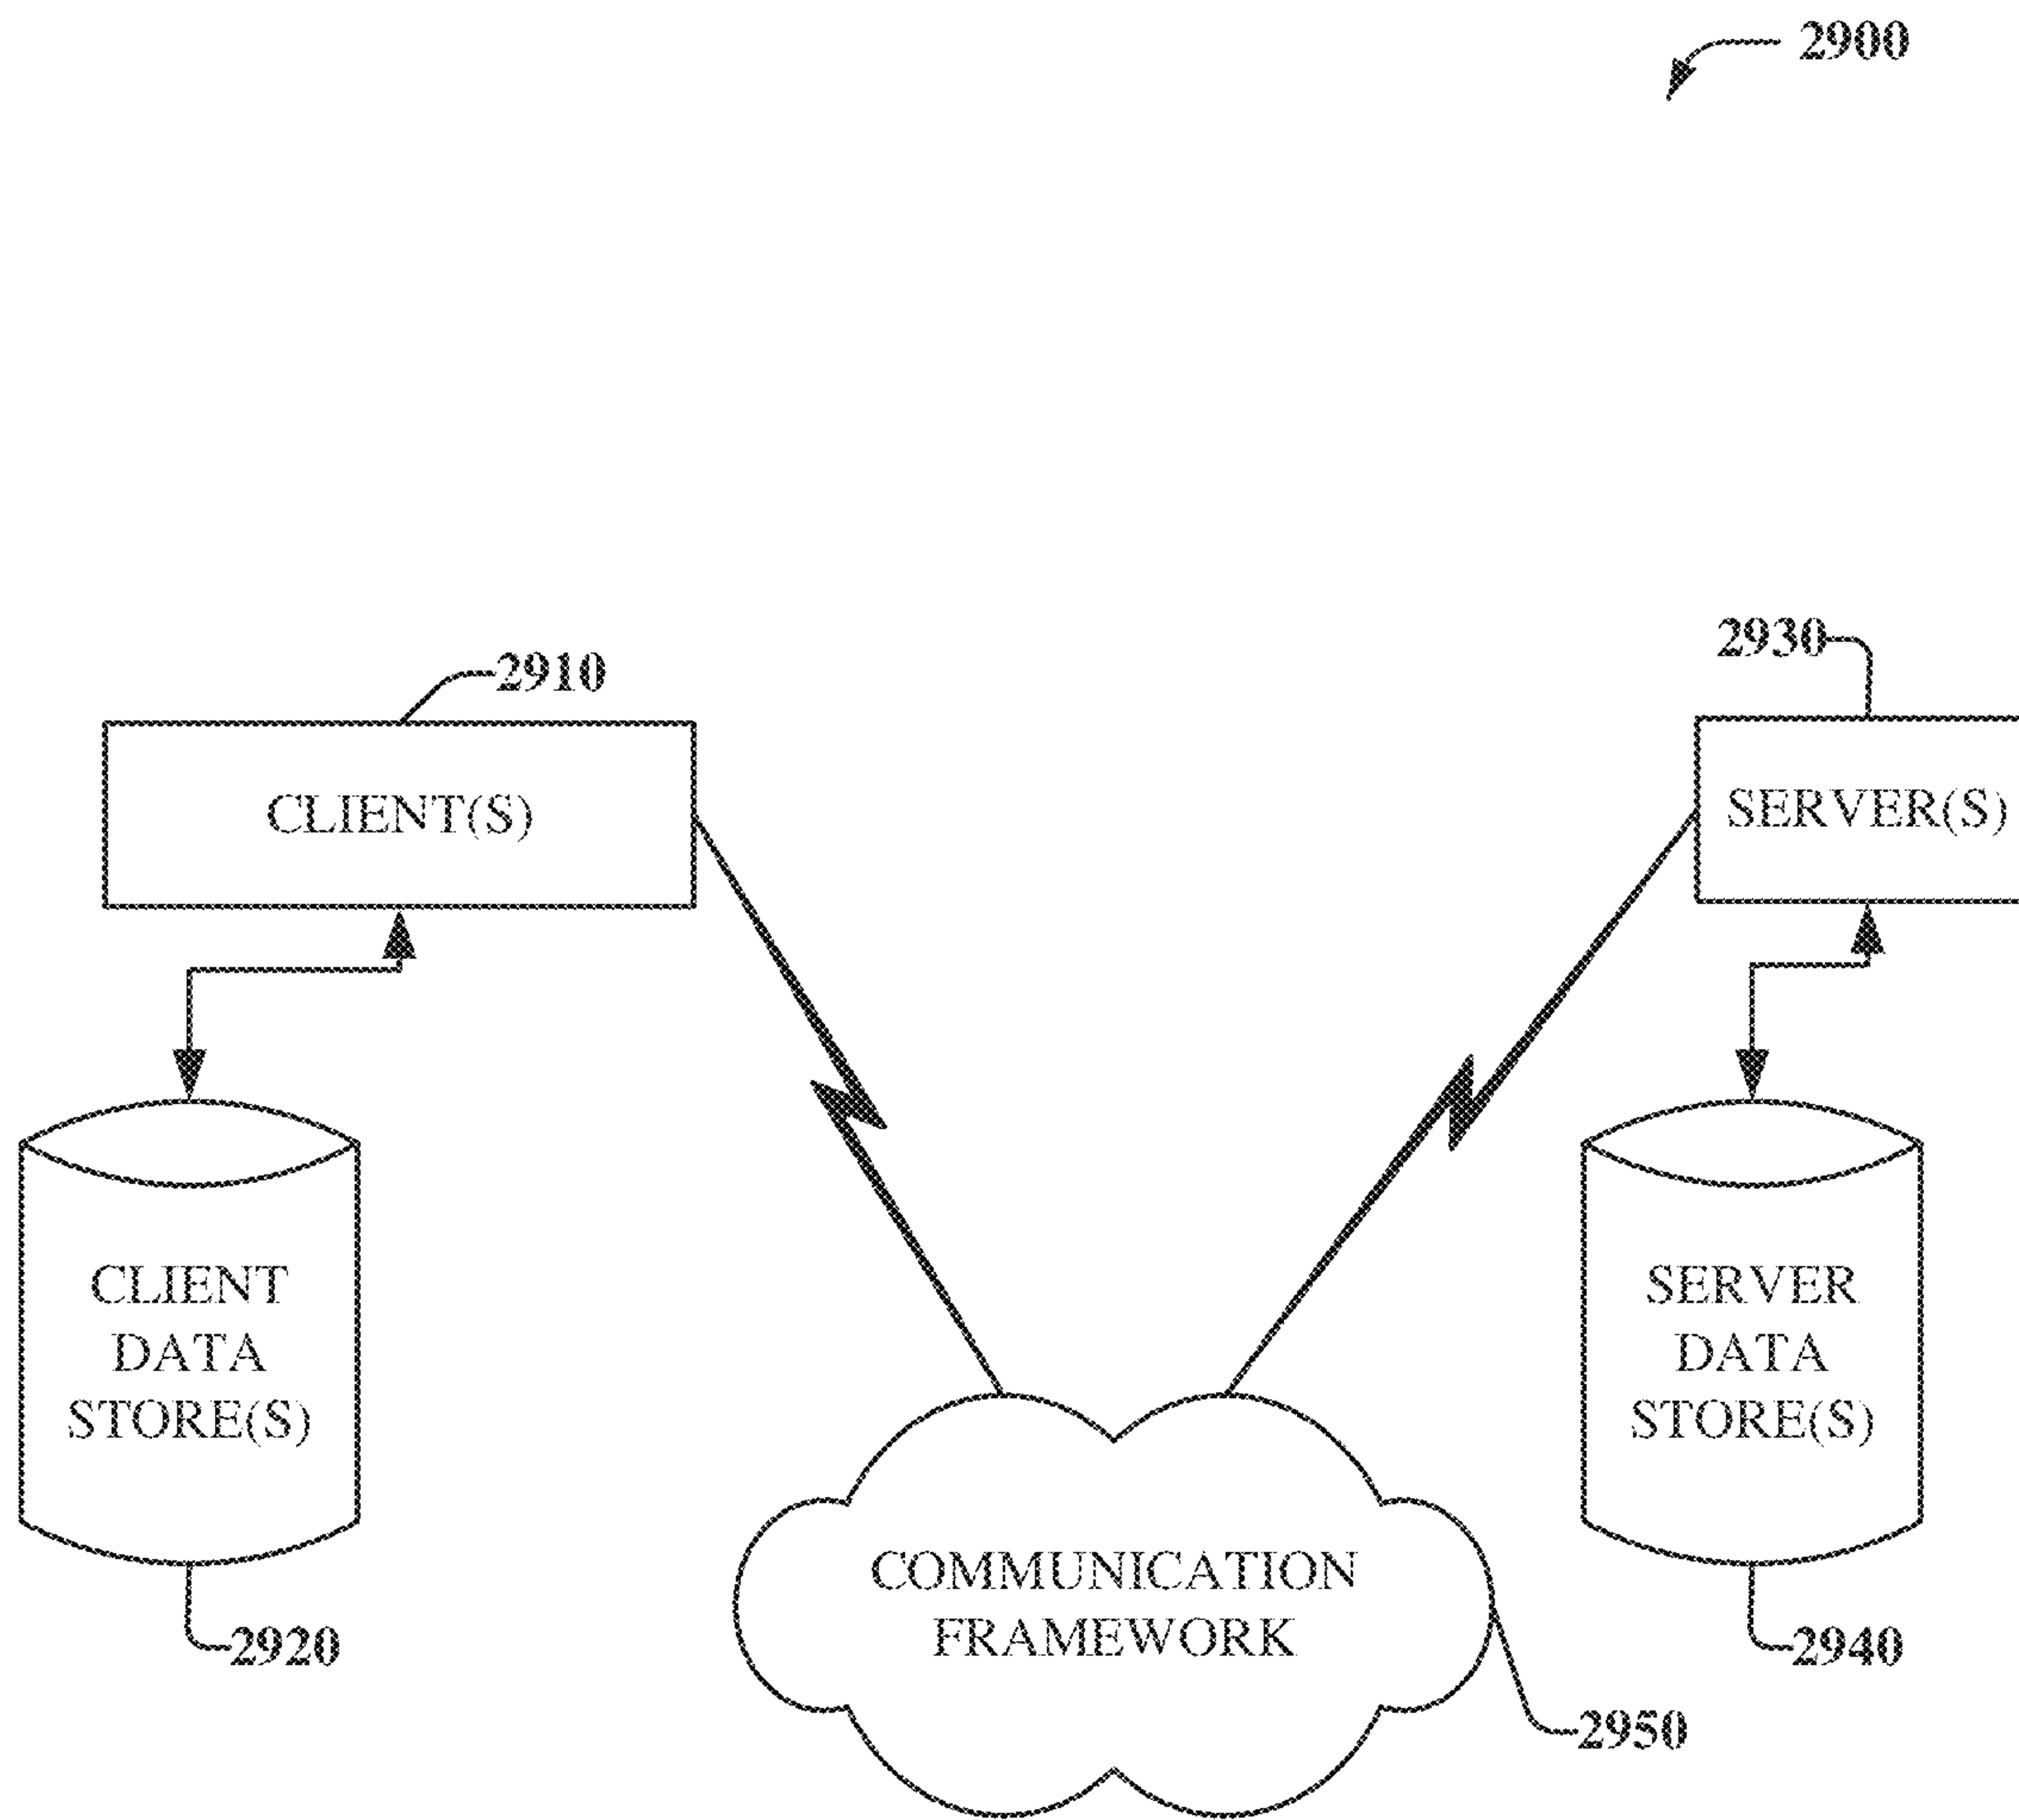 2900
2910
2930
CLIENT(S)
SERVER(S)
CLIENT
DATA
STORE(S)
SERVER
DATA
STORE(S)
COMMUNICATION
FRAMEWORK
2920
2940
2950